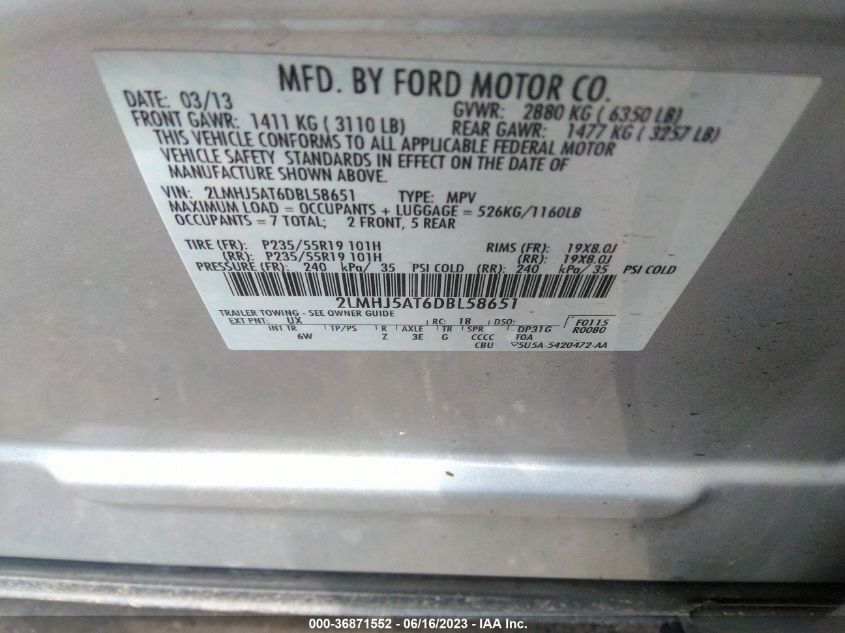 MFD. BY FORD MOTOR CO.
DATE: 03/13 GVWR: 2880 KG ( 6350 LB)
FRONT GAWR: 1411 KG ( 3110 LB) REAR GAWR: 1477 KG ( 3257 LB)
THIS VEHICLE CONFORMS TO ALL APPLICABLE FEDERAL MOTOR
VEHICLE SAFETY STANDARDS IN EFFECT ON THE DATE OF
MANUFACTURE SHOWN ABOVE.
VIN: 2LMHJ5AT6DBL58651 TYPE: MPV
MAXIMUM LOAD = OCCUPANTS + LUGGAGE = 526KG/1160LB
OCCUPANTS = 7 TOTAL; 2 FRONT, 5 REAR
TIRE (FR): P235/55R19 101H RIMS (FR): 19X8.0J
(RR): P235/55R19 101H (RR): 19X8.0J
PRESSURE (FR): 240 kPa/ 35 PSI COLD (RR): 240 kPa/ 35 PSI COLD
2LMHJ5AT6DBL58651
TRAILER TOWING - SEE OWNER GUIDE
EXT PNT: UX RC: 18 DSO: F0115
INT TR TP/PS R AXLE TR SPR DP3TG R0080
6W Z 3E G CCCC TOA
CBU 5U5A-5420472-AA
000-36871552 - 06/16/2023 - IAA Inc.